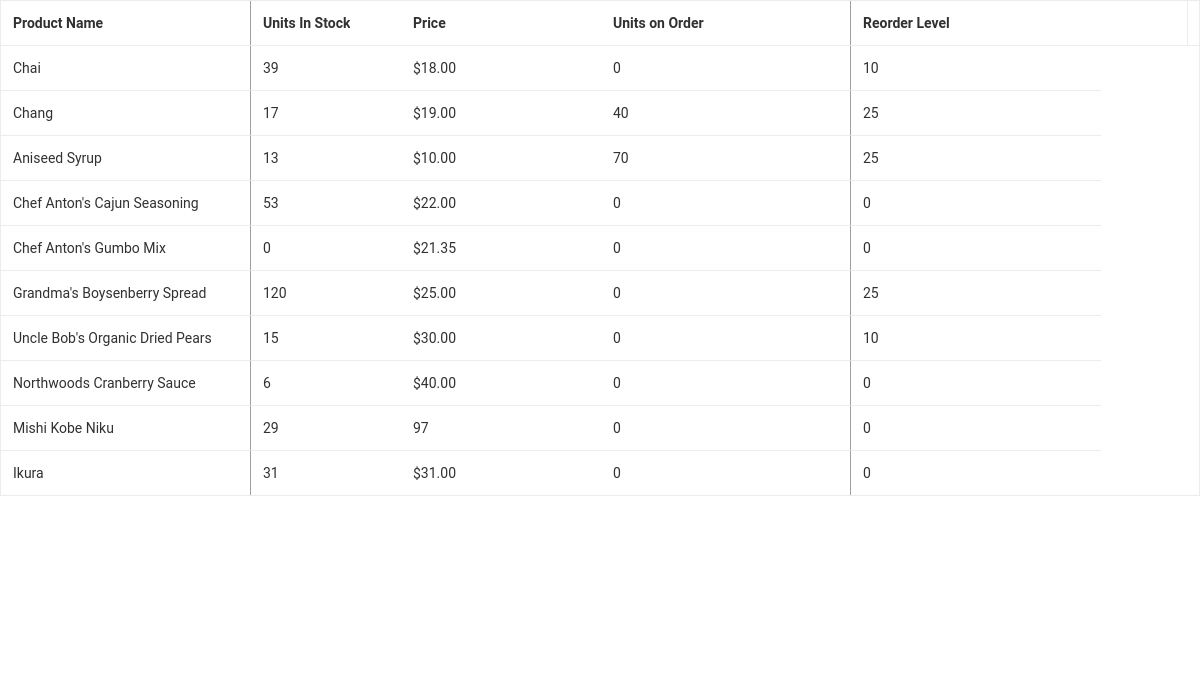 Product Name Units In Stock Price Units on Order Reorder Level
Chai 39 $18.00 0 10
Chang 17 $19.00 40 25
Aniseed Syrup 13 $10.00 70 25
Chef Anton's Cajun Seasoning 53 $22.00 0 0
Chef Anton's Gumbo Mix 0 $21.35 0 0
Grandma's Boysenberry Spread 120 $25.00 0 25
Uncle Bob's Organic Dried Pears 15 $30.00 0 10
Northwoods Cranberry Sauce 6 $40.00 0 0
Mishi Kobe Niku 29 97 0 0
Ikura 31 $31.00 0 0